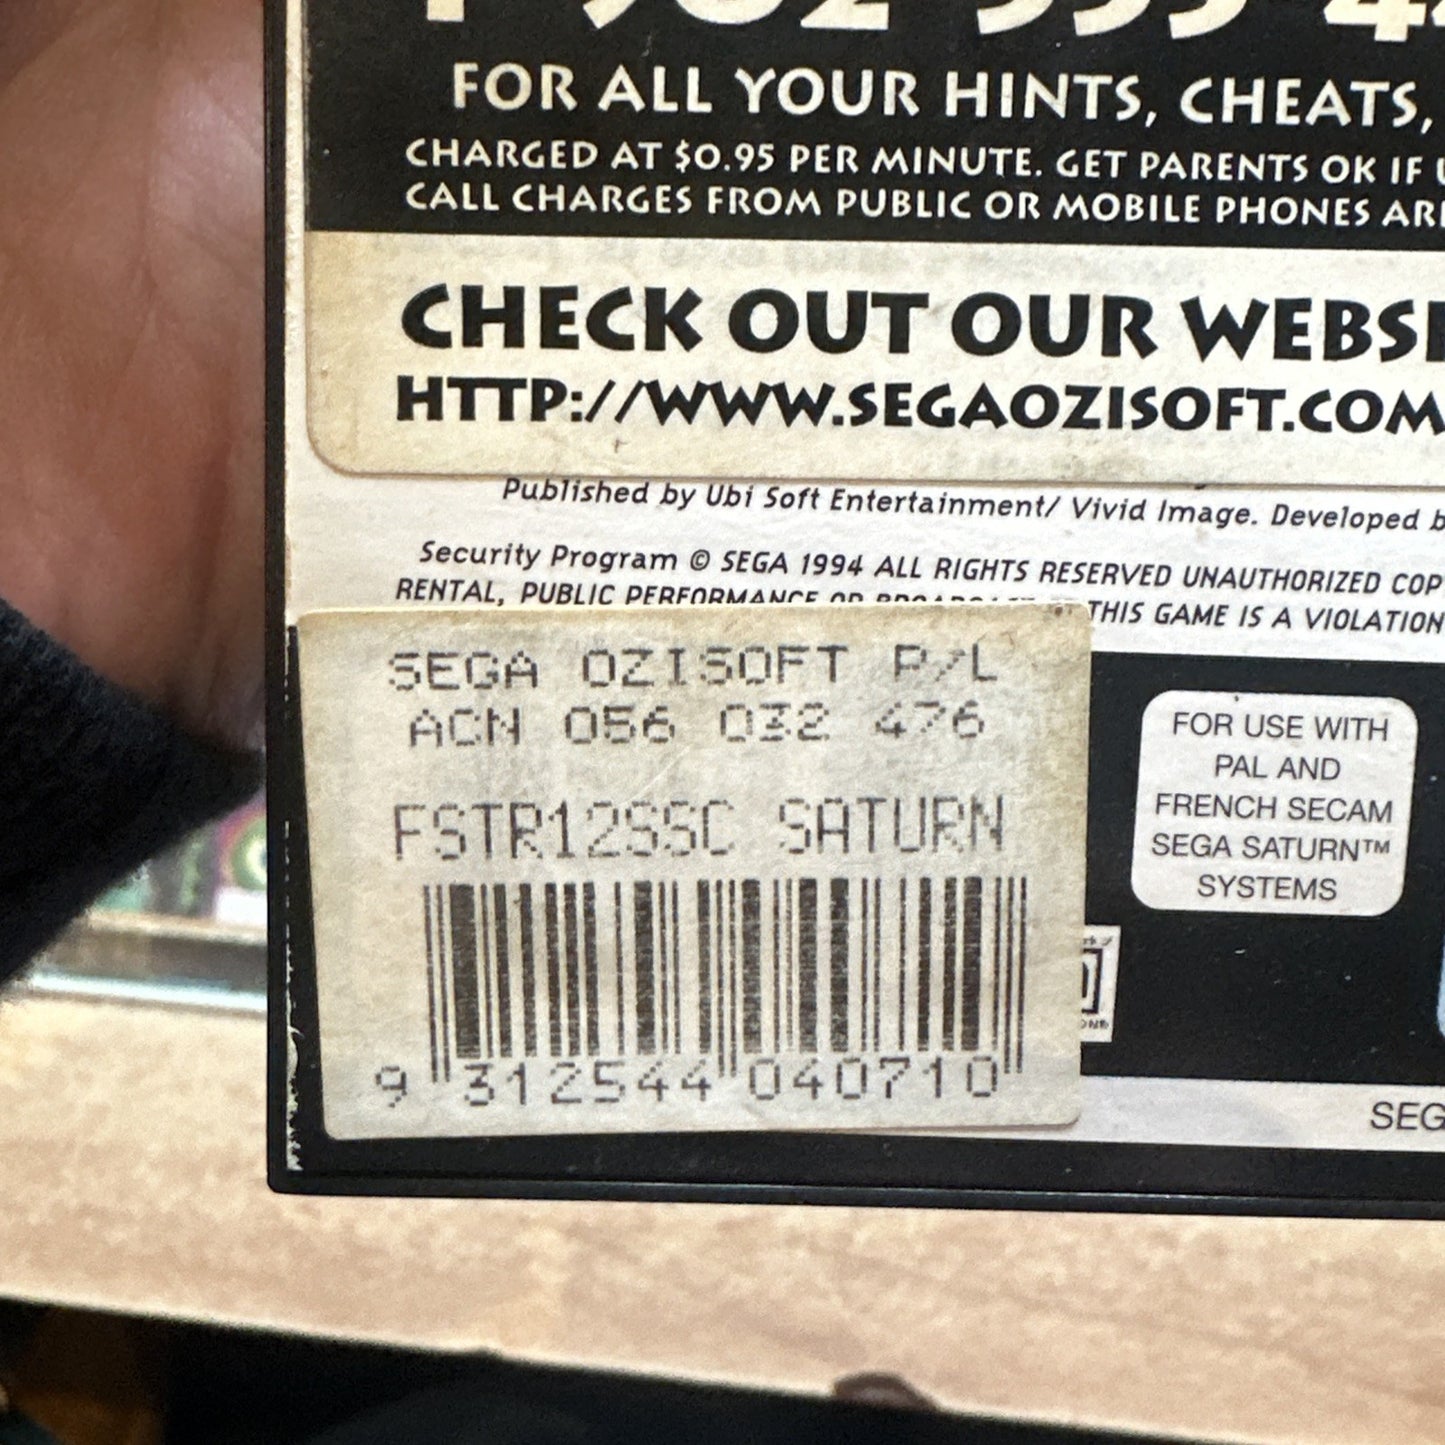 FOR ALL YOUR HINTS, CHEATS,
CHARGED AT $0.95 PER MINUTE. GET PARENTS OK IF
CALL CHARGES FROM PUBLIC OR MOBILE PHONES
CHECK OUT OUR
HTTP://WWW.SEGAOZISOFT.COM
Published by Ubi Soft Entertainment/ Vivid Image. Developed
Security Program © SEGA 1994 ALL RIGHTS RESERVED UNAUTHORIZED
RENTAL, PUBLIC PERFORMANCE OR THIS GAME IS A VIOLATION
SEGA OZISOFT P/L
ACN 056 032 476
FSTR12SSC SATURN
9 312544 040710
FOR USE WITH
PAL AND
FRENCH SECAM
SEGA SATURN™
SYSTEMS